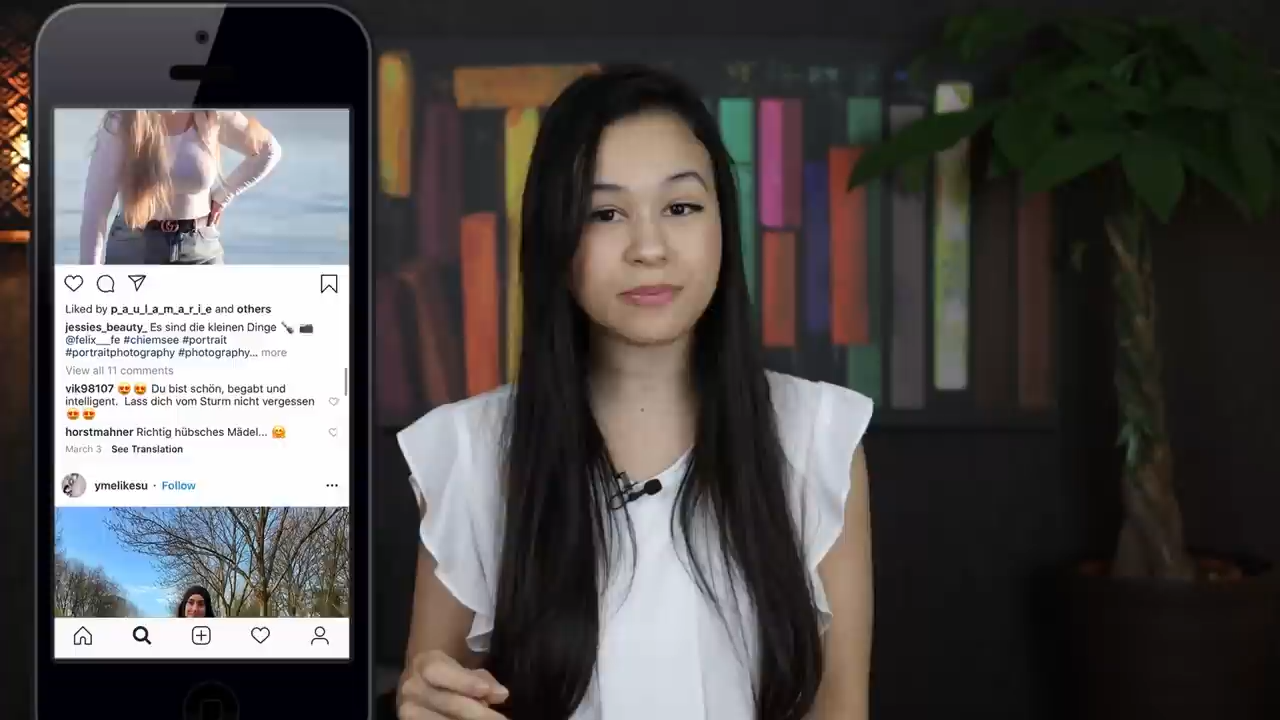 Liked by p_a_u_l_a_m_a_r_i_e and others
jessies_beauty_ Es sind die kleinen Dinge
@felix___fe #chiemsee #portrait
#portraitphotography #photography... more
View all 11 comments
vik98107 😍😍 Du bist schön, begabt und
intelligent. Lass dich vom Sturm nicht vergessen
😍😍
horstmahner Richtig hübsches Mädel... 🤗
March 3 See Translation
ymelikesu · Follow